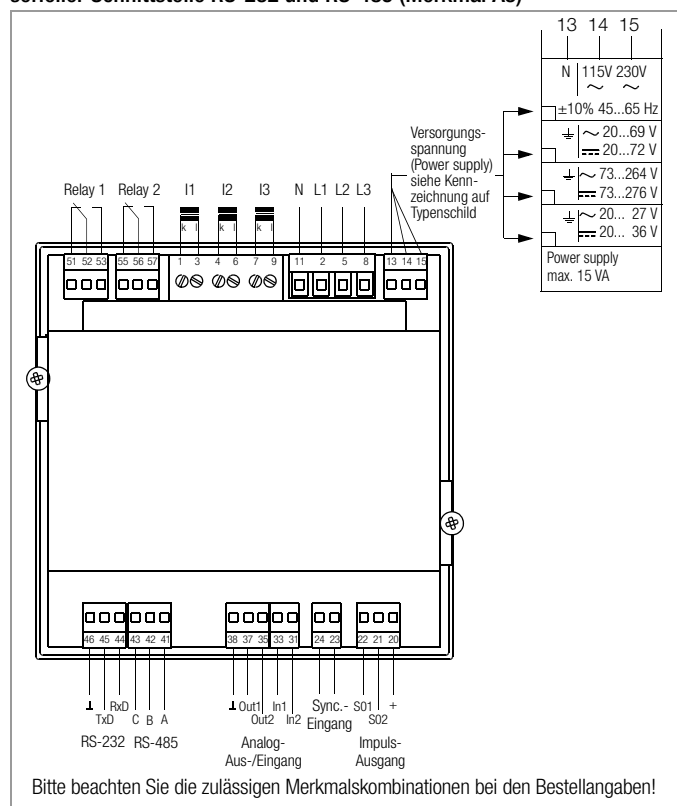 serieller Schnittstelle RS-232 und RS-485 (Merkmal A3)
13 14 15
N 115V 230V
∼ ∼
±10% 45...65 Hz
∼ 20...69 V
20...72 V
∼ 73...264 V
73...276 V
∼ 20... 27 V
20... 36 V
Power supply
max. 15 VA
Versorgungs-
spannung
(Power supply)
siehe Kenn-
zeichnung auf
Typenschild
Relay 1 Relay 2 I1 I2 I3 N L1 L2 L3
k l k l k l
51 52 53 55 56 57 1 3 4 6 7 9 11 2 5 8 13 14 15
46 45 44 43 42 41 38 37 35 33 31 24 23 22 21 20
⊥ TxD RxD C B A
RS-232 RS-485
⊥ Out1 Out2 In1 In2
Analog-
Aus-/Eingang
Sync.-
Eingang
S01 S02 +
Impuls-
Ausgang
Bitte beachten Sie die zulässigen Merkmalskombinationen bei den Bestellangaben!